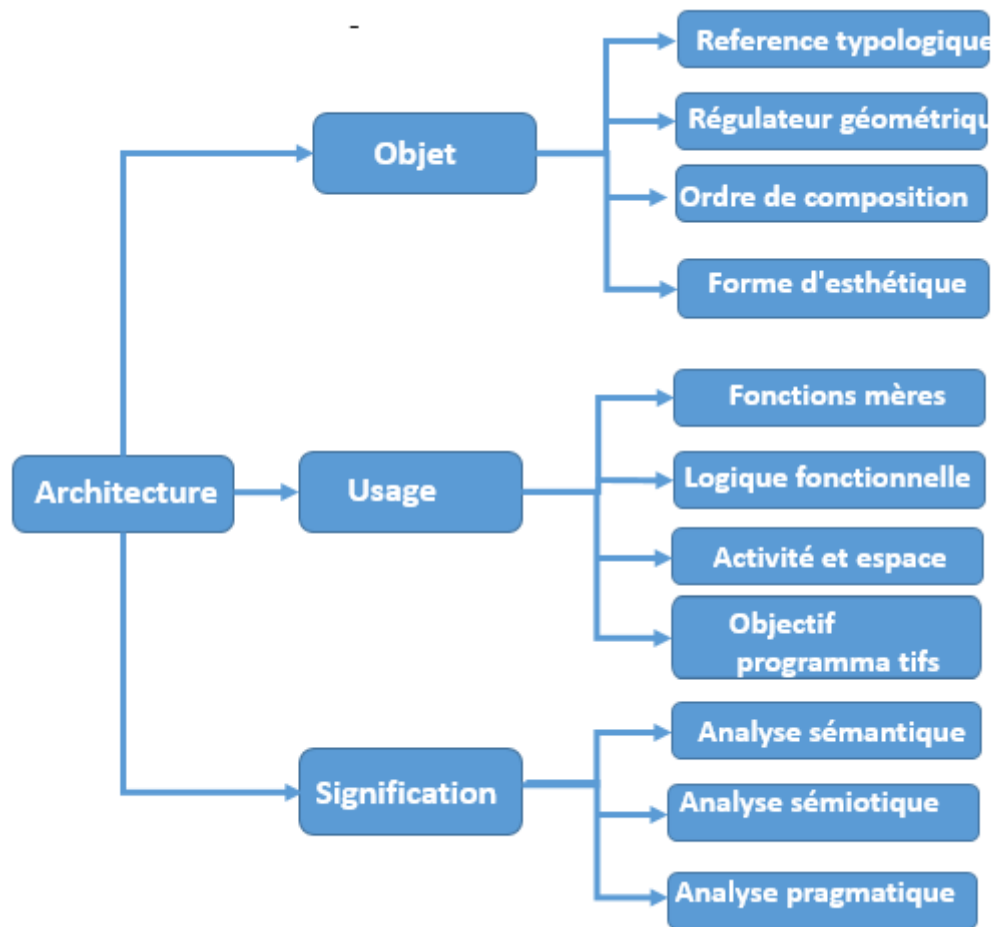 -
Reference typologique
Régulateur géométriqu
Objet
Ordre de composition
Forme d'esthétique
Fonctions mères
Logique fonctionnelle
Architecture
Usage
Activité et espace
Objectif
programma tifs
Analyse sémantique
Signification
Analyse sémiotique
Analyse pragmatique